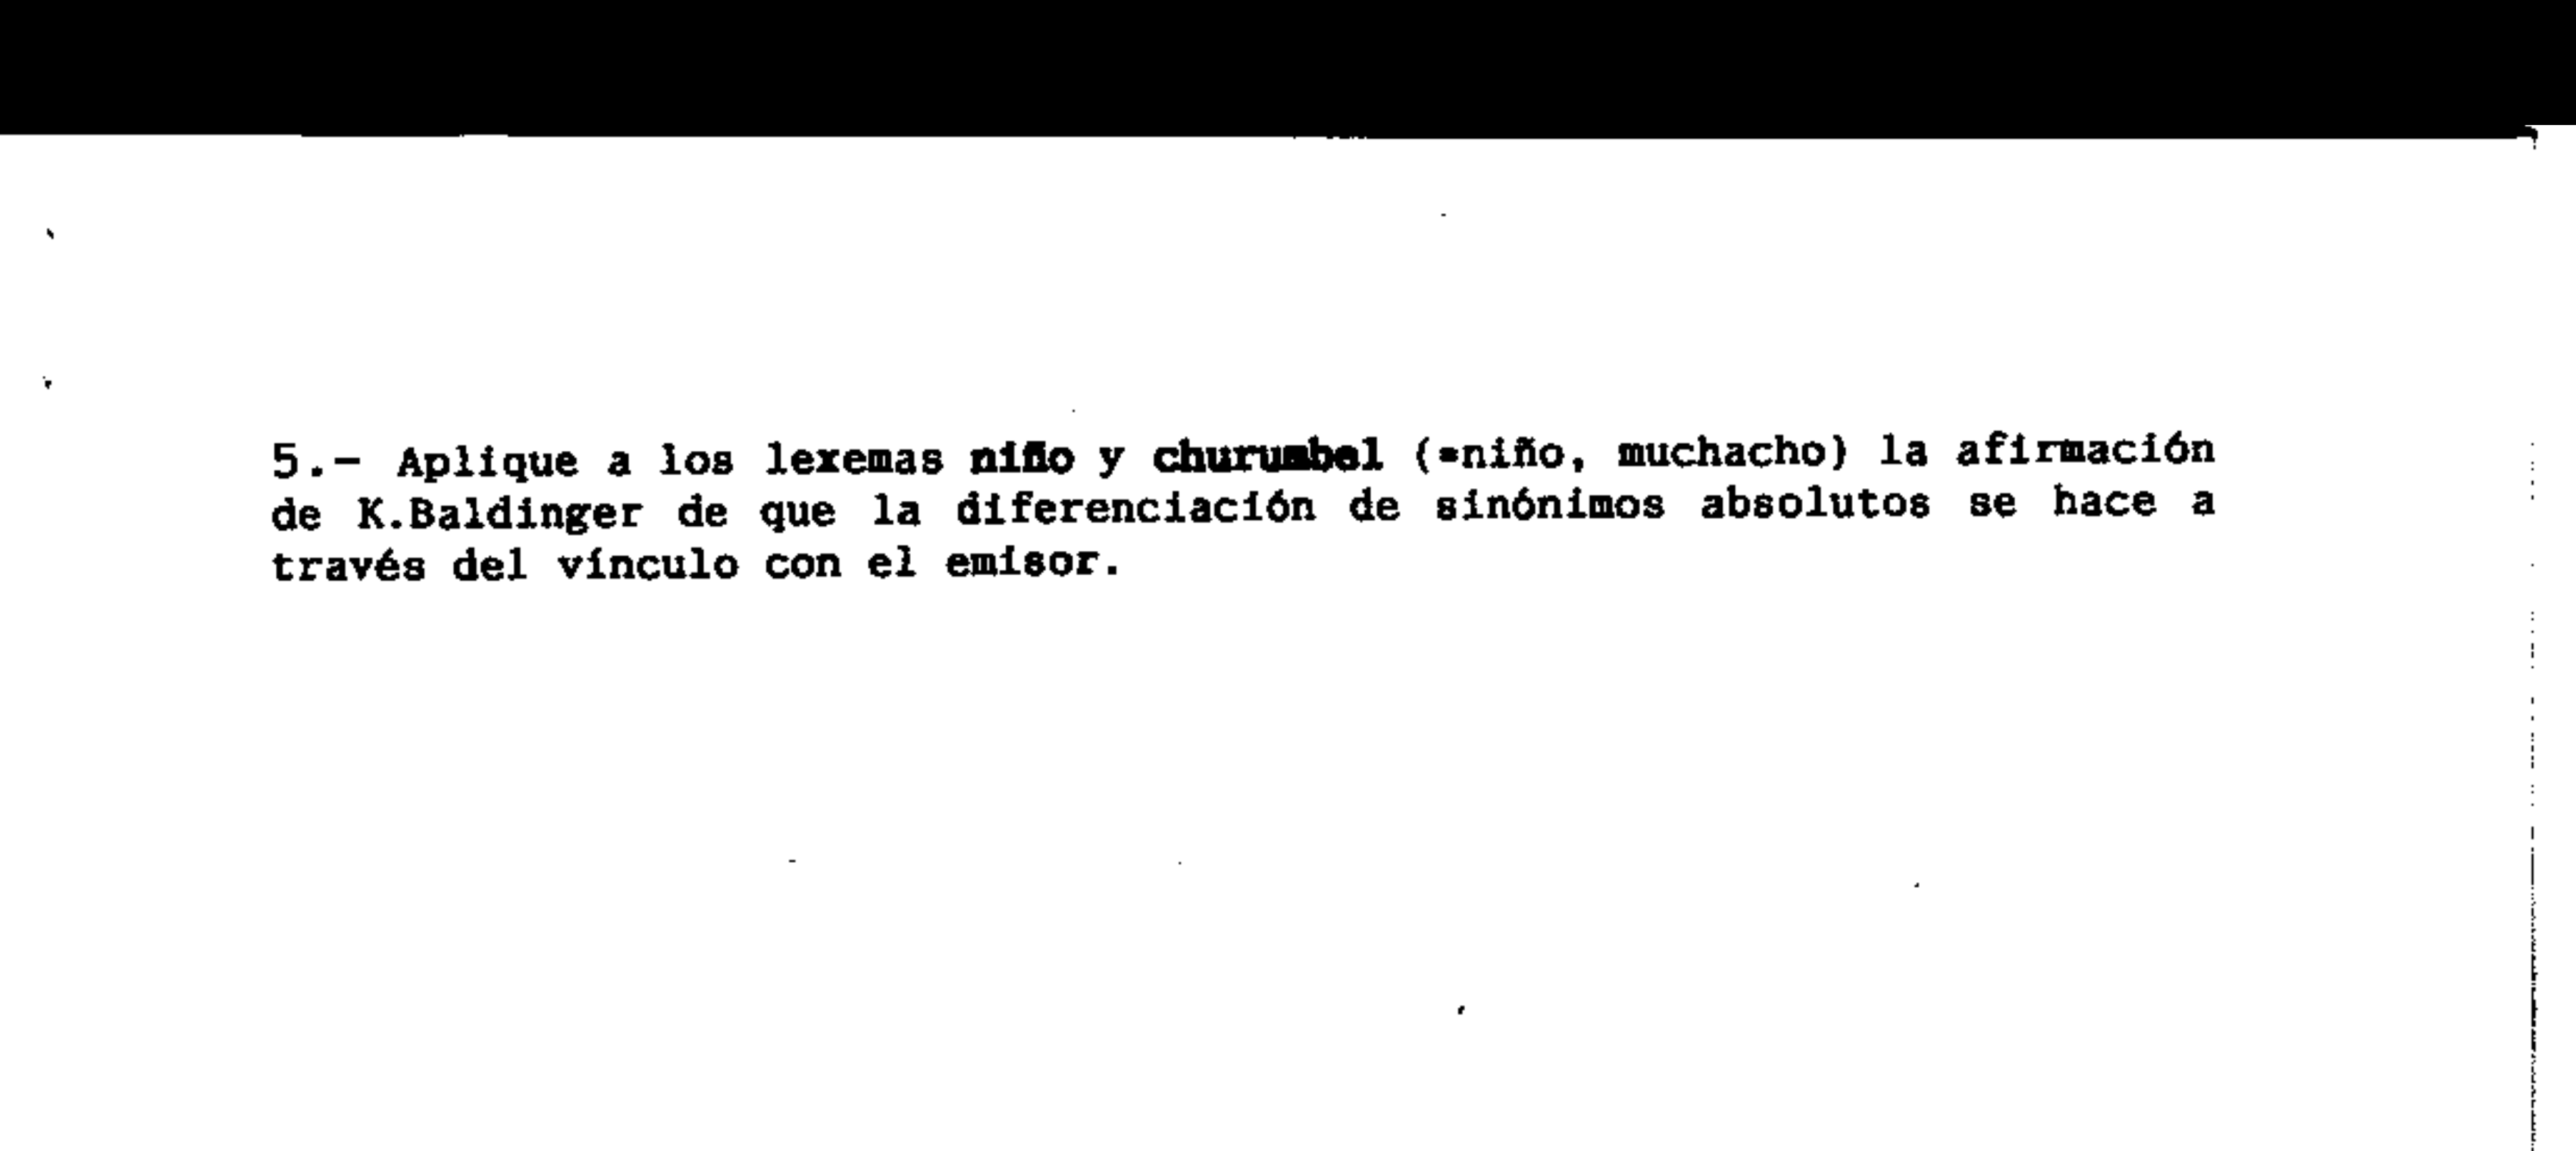 5.- Aplique a los lexemas niño y churumbel (=niño, muchacho) la afirmación
de K.Baldinger de que la diferenciación de sinónimos absolutos se hace a
través del vínculo con el emisor.